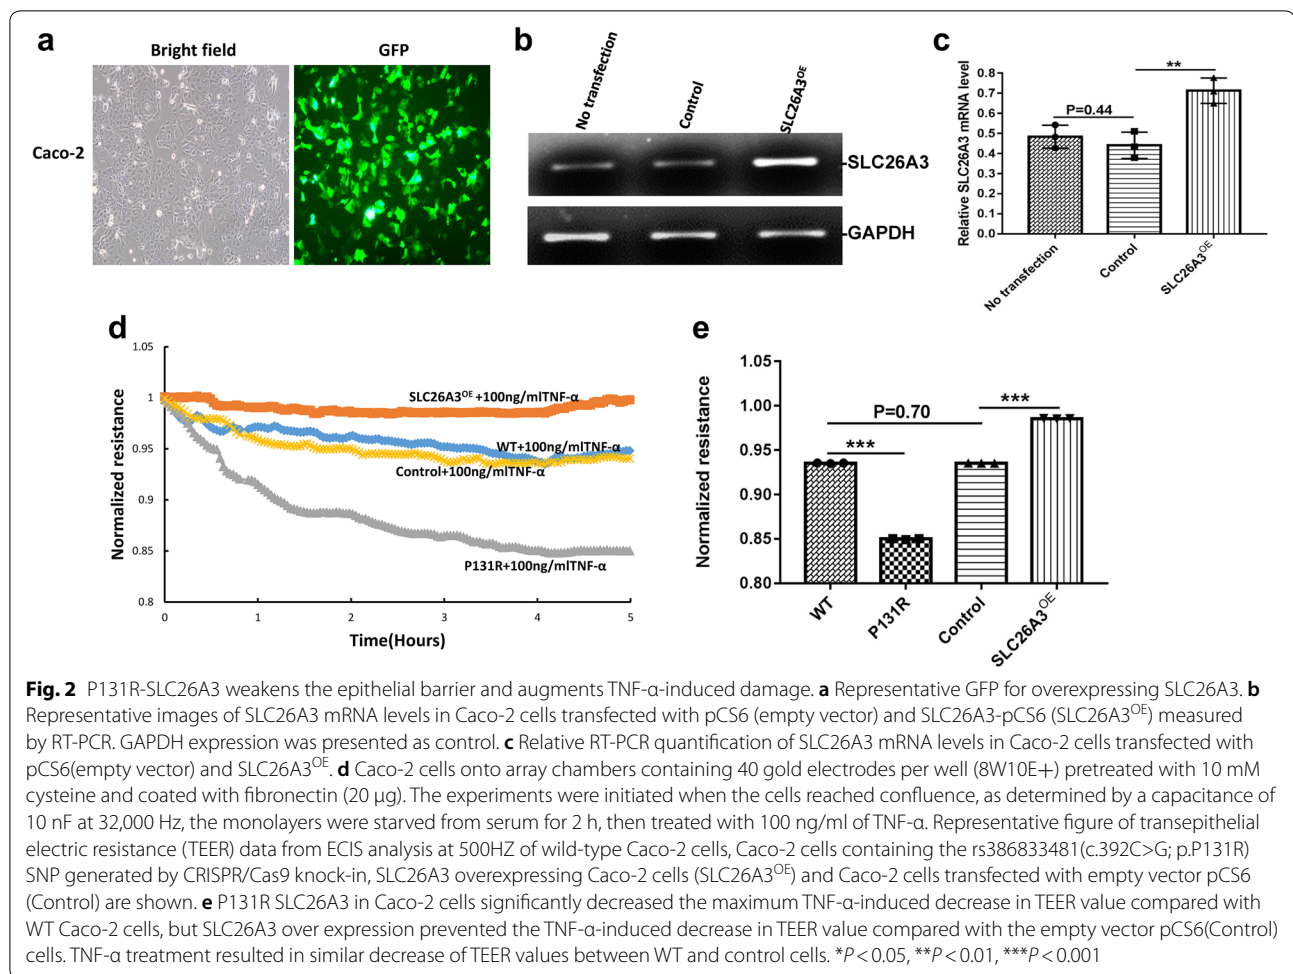 a
Bright field
GFP
Caco-2
b
No transfection
Control
SLC26A3OE
-SLC26A3
-GAPDH
c
Relative SLC26A3 mRNA level
0.8
0.7
0.6
0.5
0.4
0.3
0.2
0.1
0.0
P=0.44
**
No transfection
Control
SLC26A3OE
d
Normalized resistance
1.05
1
0.95
0.9
0.85
0.8
SLC26A3OE +100ng/mlTNF-α
WT+100ng/mlTNF-α
Control+100ng/mlTNF-α
P131R+100ng/mlTNF-α
0
1
2
3
4
5
Time(Hours)
e
Normalized resistance
1.05
1.00
0.95
0.90
0.85
0.80
P=0.70
***
***
WT
P131R
Control
SLC26A3OE
Fig. 2 P131R-SLC26A3 weakens the epithelial barrier and augments TNF-α-induced damage. a Representative GFP for overexpressing SLC26A3. b
Representative images of SLC26A3 mRNA levels in Caco-2 cells transfected with pCS6 (empty vector) and SLC26A3-pCS6 (SLC26A3OE) measured
by RT-PCR. GAPDH expression was presented as control. c Relative RT-PCR quantification of SLC26A3 mRNA levels in Caco-2 cells transfected with
pCS6(empty vector) and SLC26A3OE. d Caco-2 cells onto array chambers containing 40 gold electrodes per well (8W10E+) pretreated with 10 mM
cysteine and coated with fibronectin (20 μg). The experiments were initiated when the cells reached confluence, as determined by a capacitance of
10 nF at 32,000 Hz, the monolayers were starved from serum for 2 h, then treated with 100 ng/ml of TNF-α. Representative figure of transepithelial
electric resistance (TEER) data from ECIS analysis at 500HZ of wild-type Caco-2 cells, Caco-2 cells containing the rs386833481(c.392C>G; p.P131R)
SNP generated by CRISPR/Cas9 knock-in, SLC26A3 overexpressing Caco-2 cells (SLC26A3OE) and Caco-2 cells transfected with empty vector pCS6
(Control) are shown. e P131R SLC26A3 in Caco-2 cells significantly decreased the maximum TNF-α-induced decrease in TEER value compared with
WT Caco-2 cells, but SLC26A3 over expression prevented the TNF-α-induced decrease in TEER value compared with the empty vector pCS6(Control)
cells. TNF-α treatment resulted in similar decrease of TEER values between WT and control cells. *P<0.05, **P<0.01, ***P<0.001